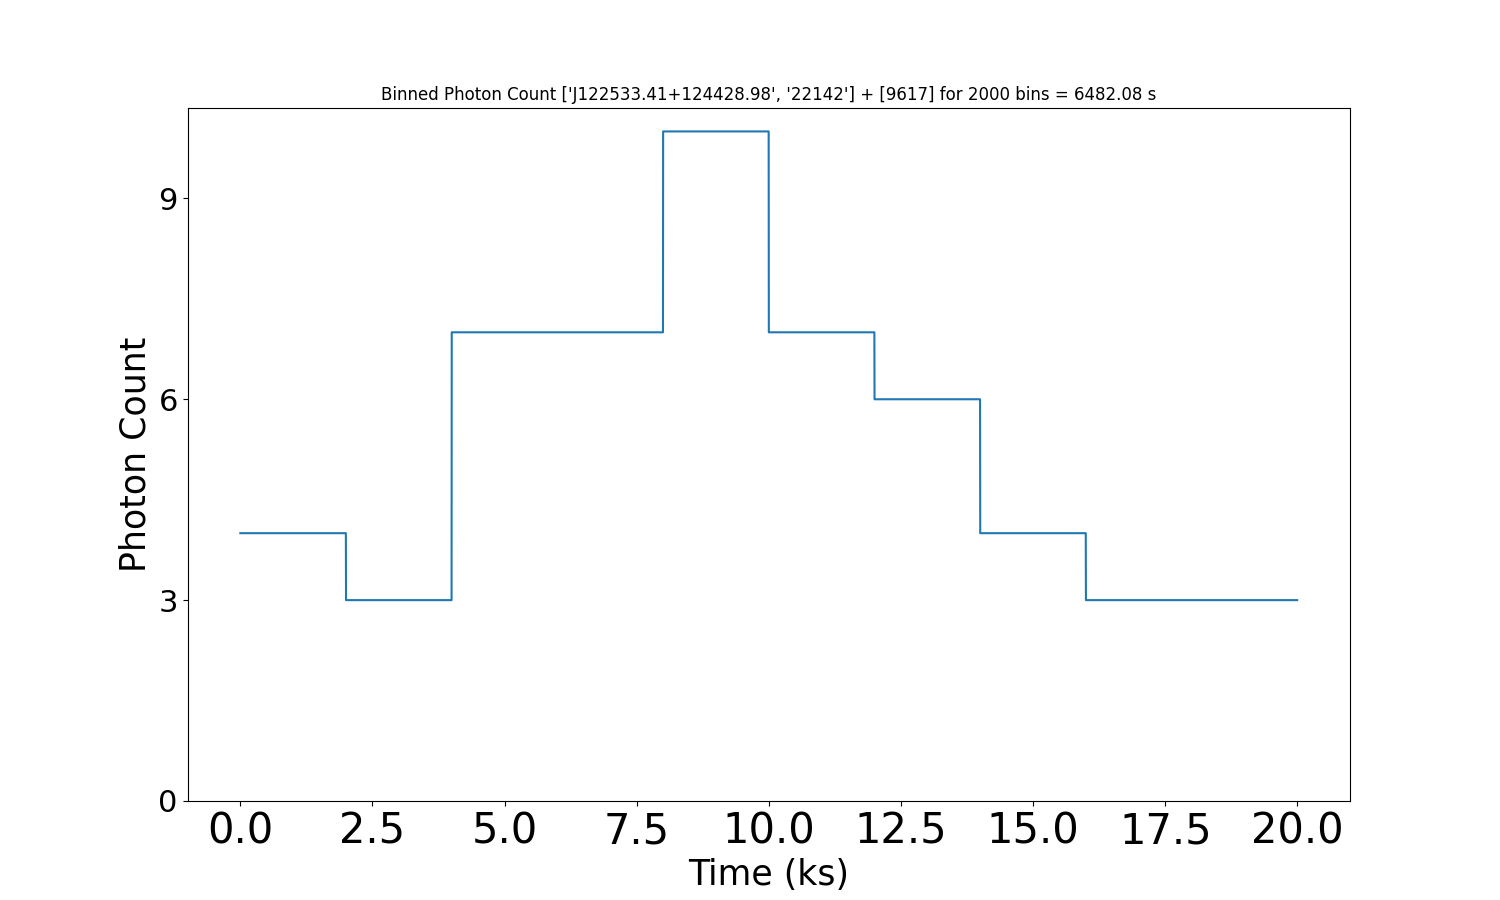 Binned Photon Count ['J122533.41+124428.98', '22142'] + [9617] for 2000 bins = 6482.08 s
9
6
3
0
Photon Count
0.0 2.5 5.0 7.5 10.0 12.5 15.0 17.5 20.0
Time (ks)